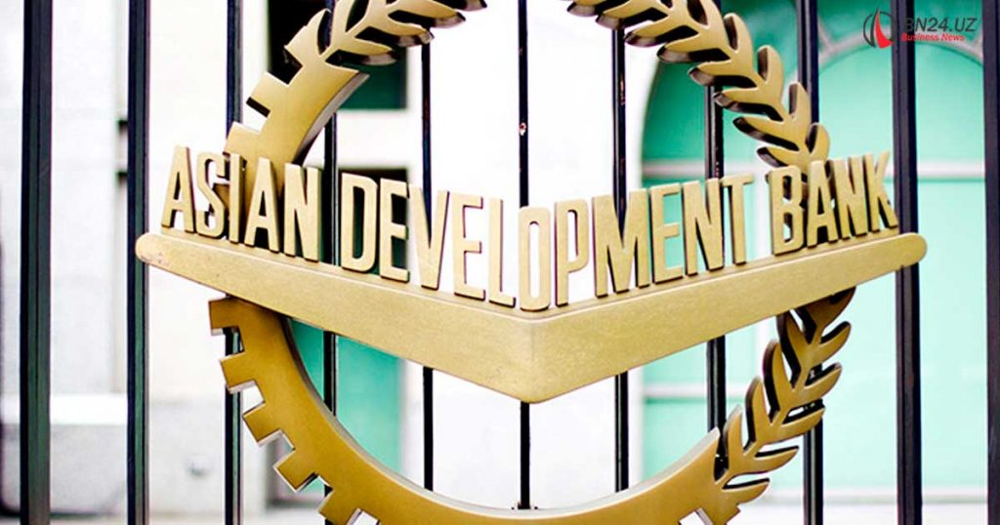 BN24.UZ
Business News
ASIAN DEVELOPMENT BANK